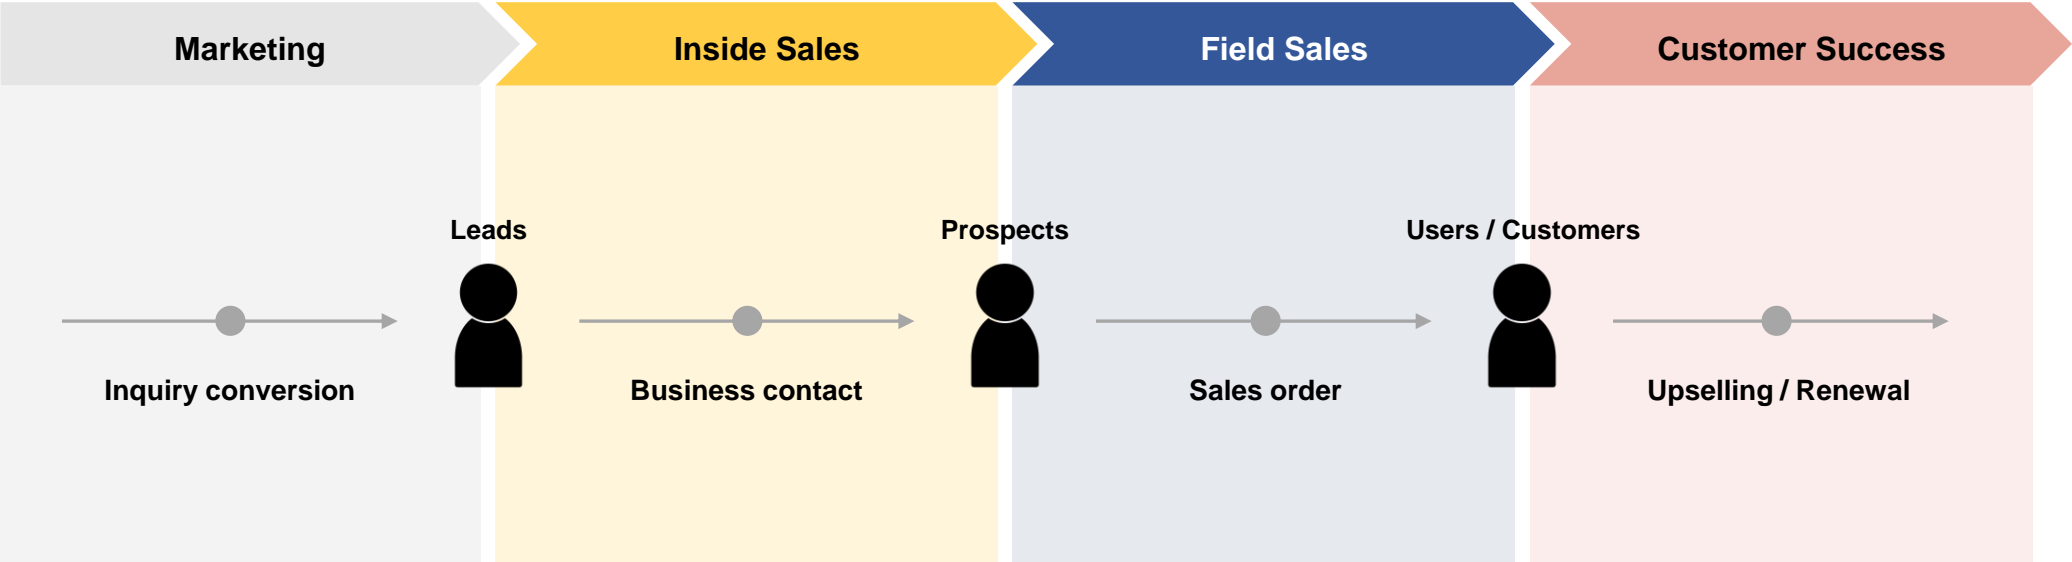 Marketing
Inside Sales
Field Sales
Customer Success
Leads
Prospects
Users / Customers
Inquiry conversion
Business contact
Sales order
Upselling / Renewal